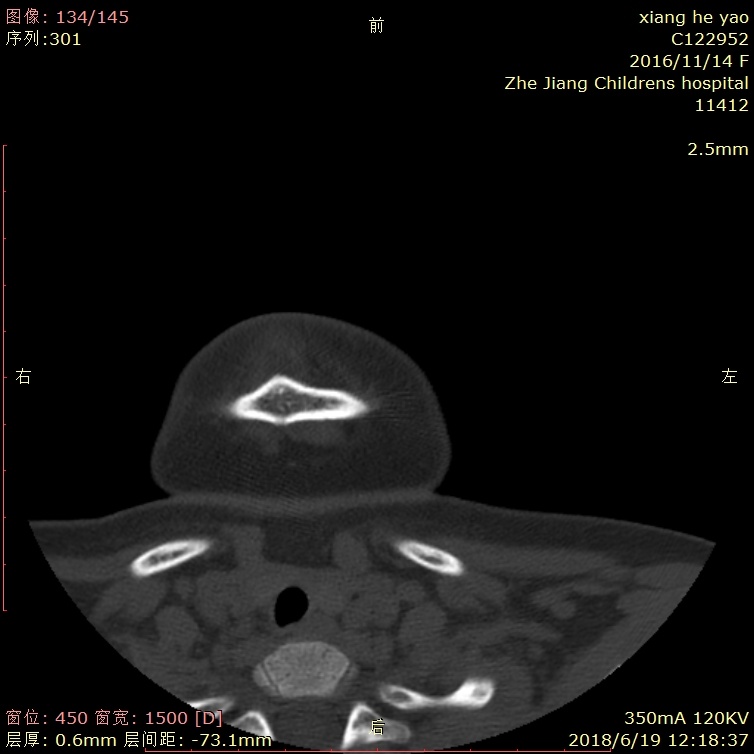 图像: 134/145
序列:301
前
xiang he yao
C122952
2016/11/14 F
Zhe Jiang Childrens hospital
11412
2.5mm
右
左
后
窗位: 450 窗宽: 1500 [D]
层厚: 0.6mm 层间距: -73.1mm
350mA 120KV
2018/6/19 12:18:37